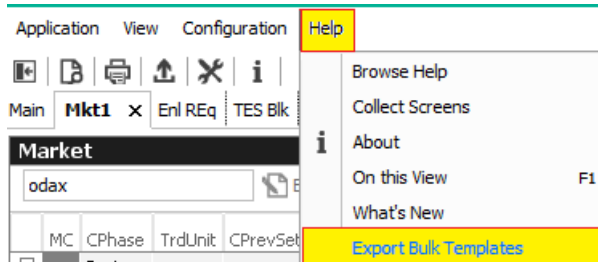 Application View Configuration Help
i
Browse Help
Main Mkt1 × Enl REq TES Blk
Collect Screens
i About
Market
On this View F1
odax
What's New
MC CPhase TrdUnit CPrevSet
Export Bulk Templates